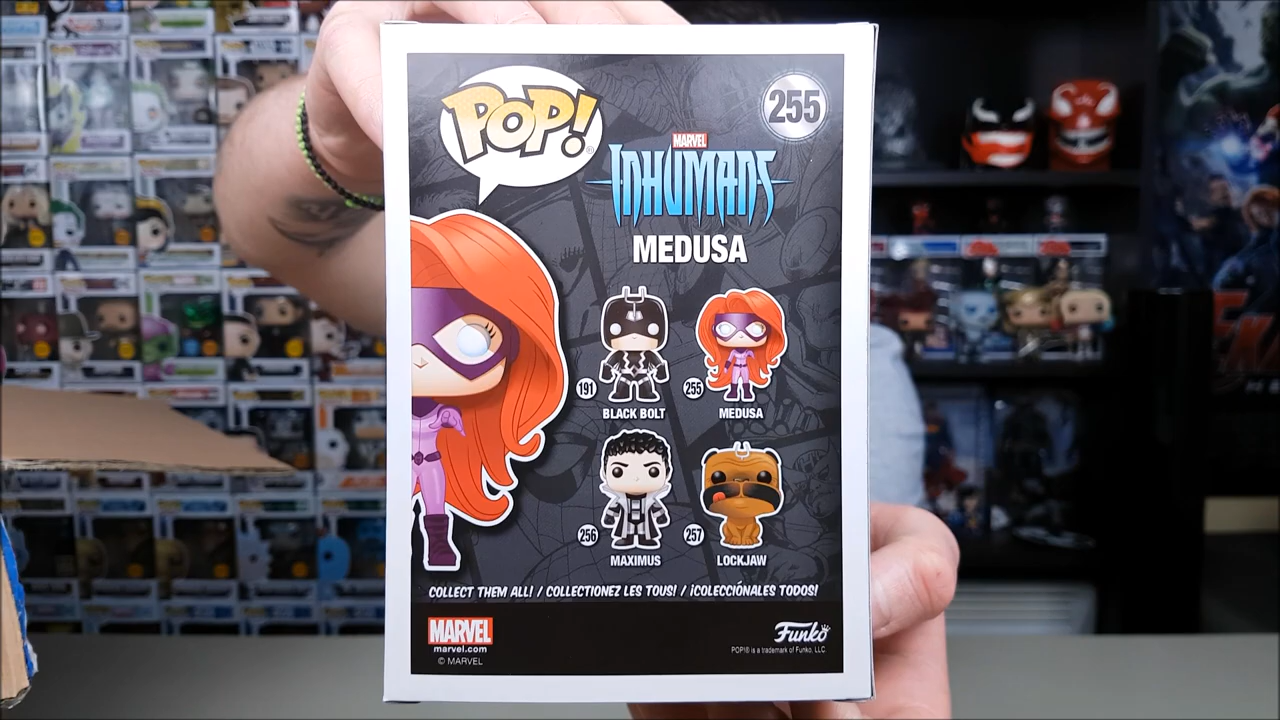 POP!
255
MARVEL
INHUMANS
MEDUSA
191
BLACK BOLT
255
MEDUSA
256
MAXIMUS
257
LOCKJAW
COLLECT THEM ALL! / COLLECTIONEZ LES TOUS! / ¡COLECCIÓNALES TODOS!
MARVEL
marvel.com
© MARVEL
Funko
POP!® is a trademark of Funko, LLC.